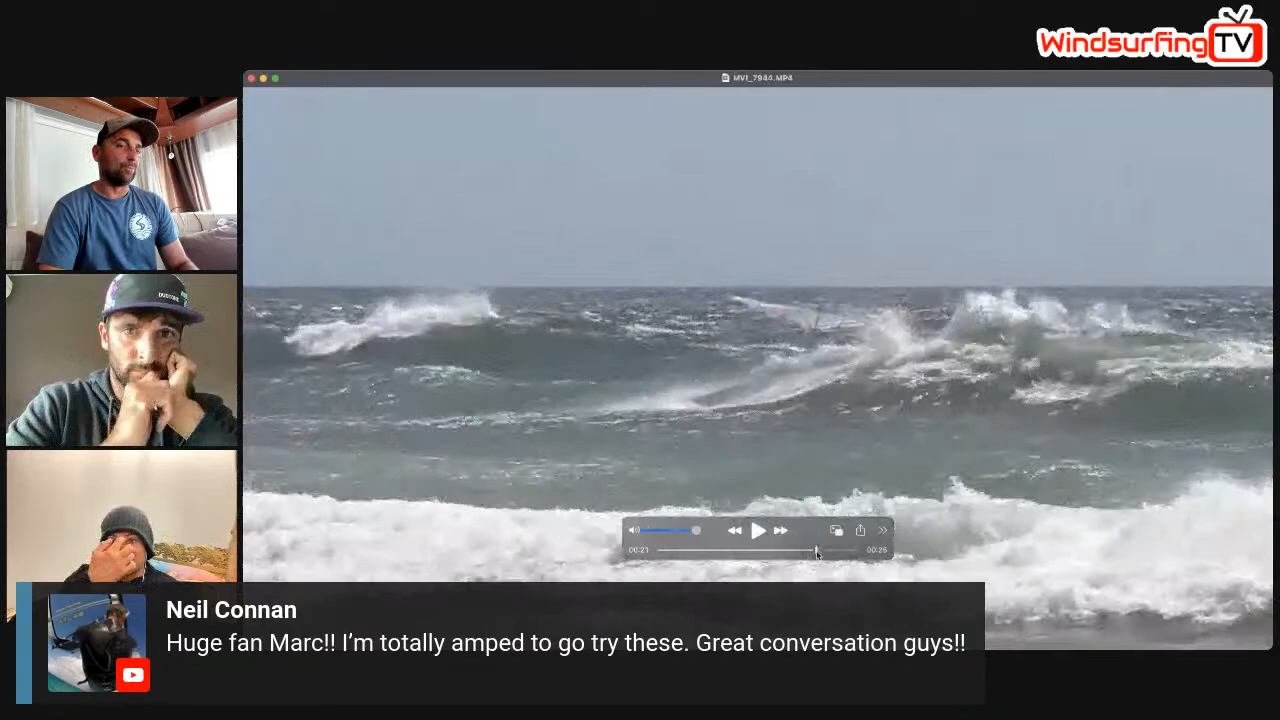 Windsurfing TV
MVI_7944.MP4
DUOTONE
00:21
00:26
Neil Connan
Huge fan Marc!! I’m totally amped to go try these. Great conversation guys!!